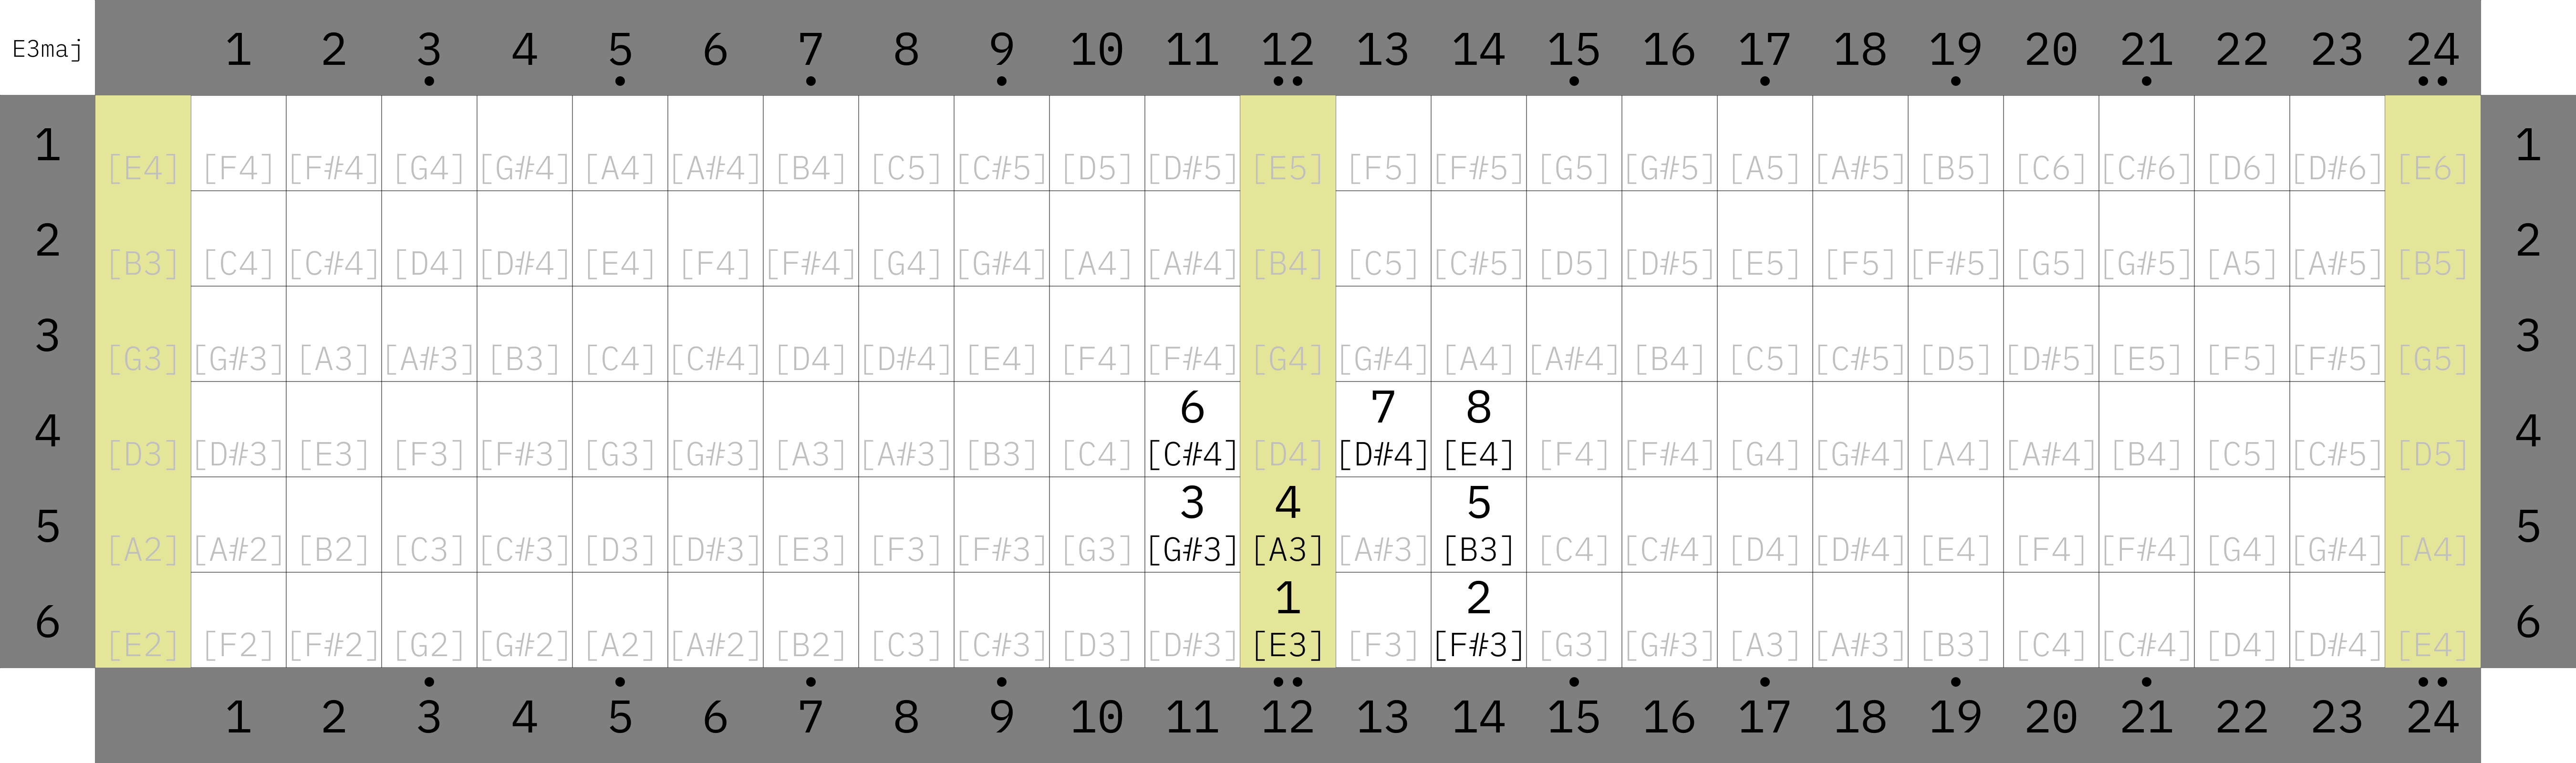 E3maj 1 2 3 4 5 6 7 8 9 10 11 12 13 14 15 16 17 18 19 20 21 22 23 24
1 [E4] [F4] [F#4] [G4] [G#4] [A4] [A#4] [B4] [C5] [C#5] [D5] [D#5] [E5] [F5] [F#5] [G5] [G#5] [A5] [A#5] [B5] [C6] [C#6] [D6] [D#6] [E6] 1
2 [B3] [C4] [C#4] [D4] [D#4] [E4] [F4] [F#4] [G4] [G#4] [A4] [A#4] [B4] [C5] [C#5] [D5] [D#5] [E5] [F5] [F#5] [G5] [G#5] [A5] [A#5] [B5] 2
3 [G3] [G#3] [A3] [A#3] [B3] [C4] [C#4] [D4] [D#4] [E4] [F4] [F#4] [G4] [G#4] [A4] [A#4] [B4] [C5] [C#5] [D5] [D#5] [E5] [F5] [F#5] [G5] 3
6 7 8
4 [D3] [D#3] [E3] [F3] [F#3] [G3] [G#3] [A3] [A#3] [B3] [C4] [C#4] [D4] [D#4] [E4] [F4] [F#4] [G4] [G#4] [A4] [A#4] [B4] [C5] [C#5] [D5] 4
3 4 5
5 [A2] [A#2] [B2] [C3] [C#3] [D3] [D#3] [E3] [F3] [F#3] [G3] [G#3] [A3] [A#3] [B3] [C4] [C#4] [D4] [D#4] [E4] [F4] [F#4] [G4] [G#4] [A4] 5
1 2
6 [E2] [F2] [F#2] [G2] [G#2] [A2] [A#2] [B2] [C3] [C#3] [D3] [D#3] [E3] [F3] [F#3] [G3] [G#3] [A3] [A#3] [B3] [C4] [C#4] [D4] [D#4] [E4] 6
1 2 3 4 5 6 7 8 9 10 11 12 13 14 15 16 17 18 19 20 21 22 23 24